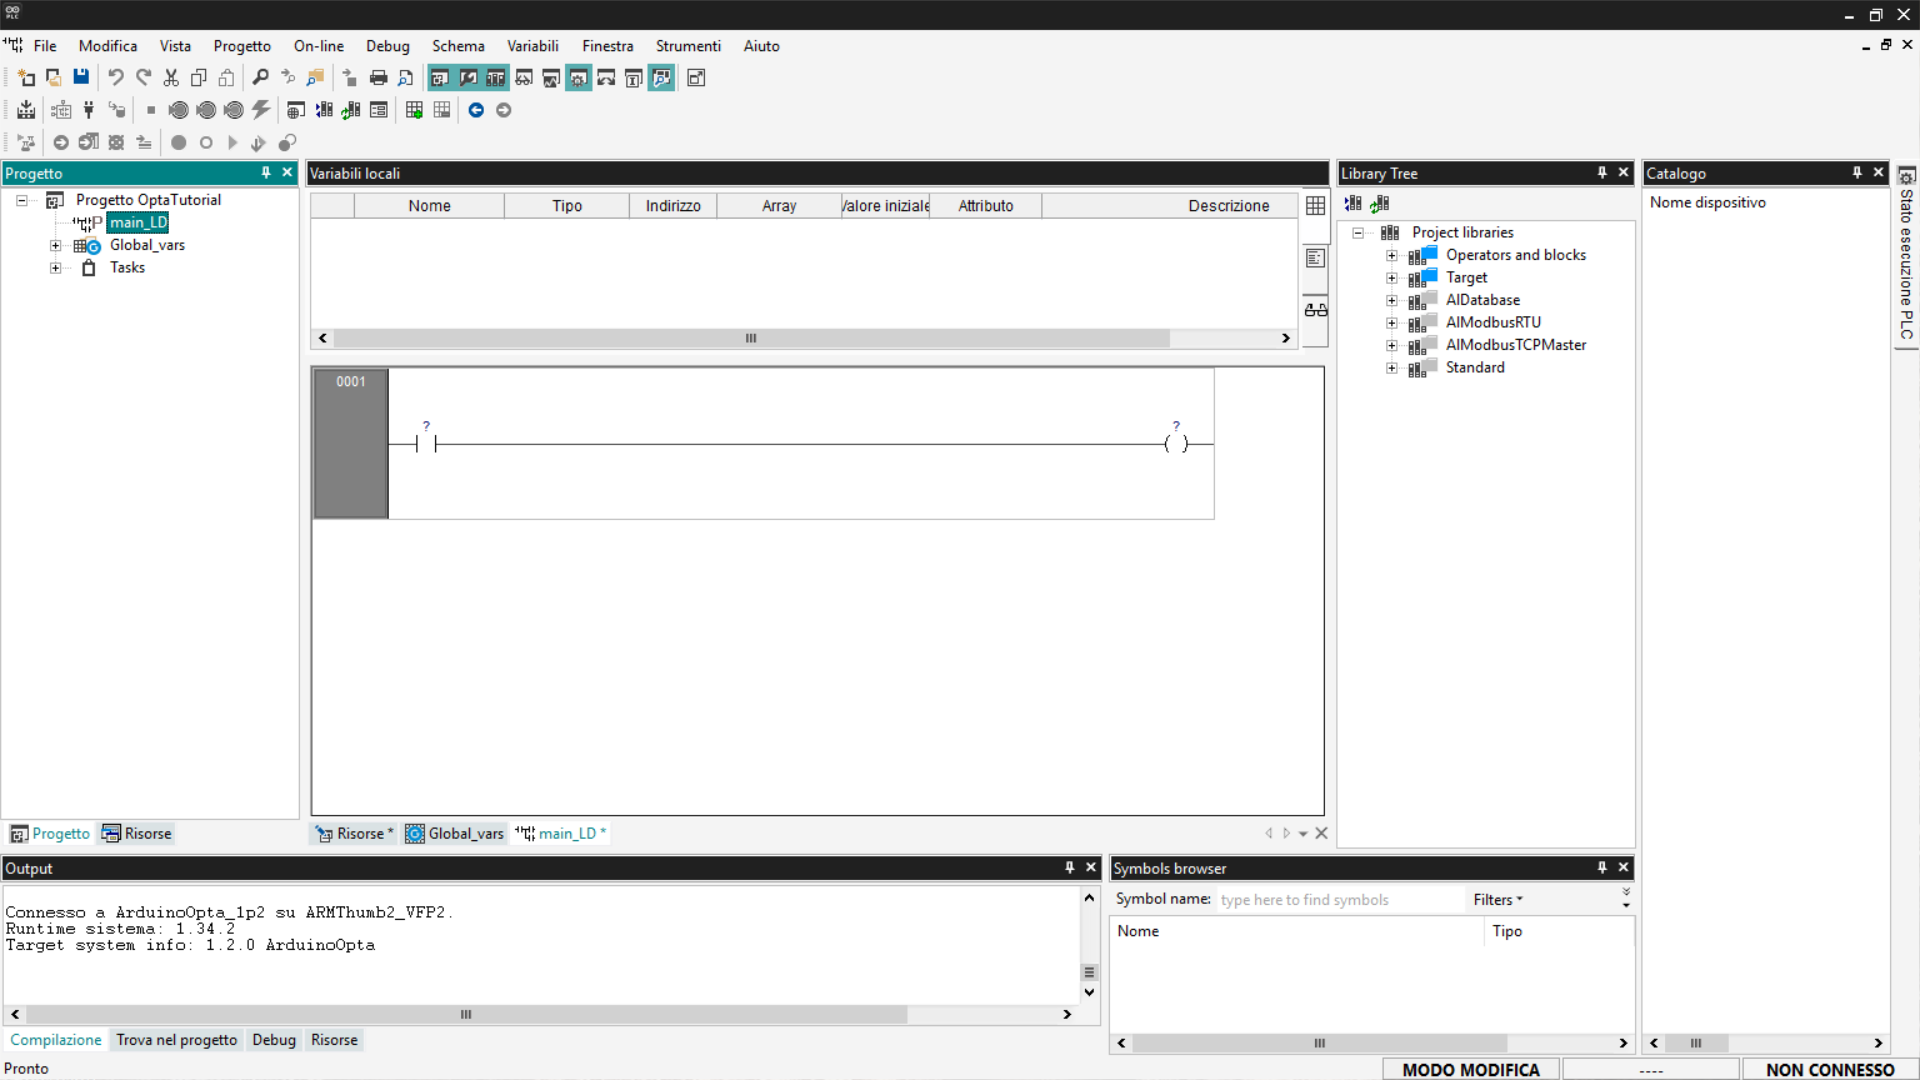 PLC
File Modifica Vista Progetto On-line Debug Schema Variabili Finestra Strumenti Aiuto
Progetto
Progetto OptaTutorial
main_LD
Global_vars
Tasks
Progetto Risorse
Variabili locali
Nome Tipo Indirizzo Array Valore iniziale Attributo Descrizione
0001
? ?
Risorse * Global_vars main_LD *
Library Tree
Project libraries
Operators and blocks
Target
AlDatabase
AlModbusRTU
AlModbusTCPMaster
Standard
Catalogo
Nome dispositivo
Stato esecuzione PLC
Output
Connesso a ArduinoOpta_1p2 su ARMThumb2_VFP2.
Runtime sistema: 1.34.2
Target system info: 1.2.0 ArduinoOpta
Compilazione Trova nel progetto Debug Risorse
Symbols browser
Symbol name: type here to find symbols Filters
Nome Tipo
Pronto MODO MODIFICA ---- NON CONNESSO